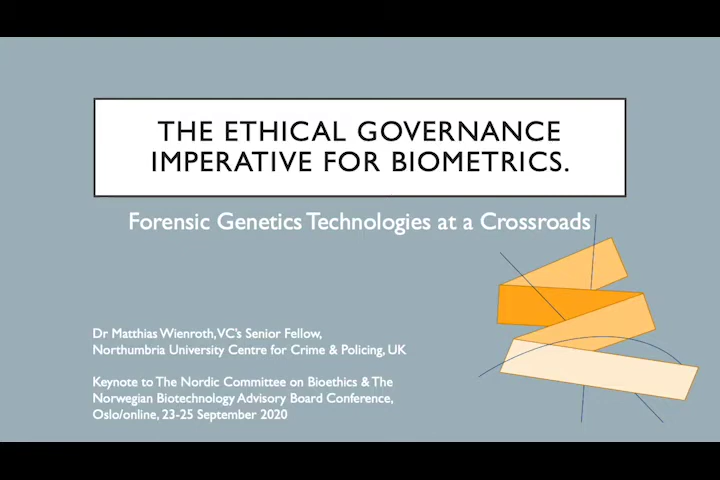 THE ETHICAL GOVERNANCE
IMPERATIVE FOR BIOMETRICS.
Forensic Genetics Technologies at a Crossroads
Dr Matthias Wienroth, VC's Senior Fellow,
Northumbria University Centre for Crime & Policing, UK
Keynote to The Nordic Committee on Bioethics & The
Norwegian Biotechnology Advisory Board Conference,
Oslo/online, 23-25 September 2020